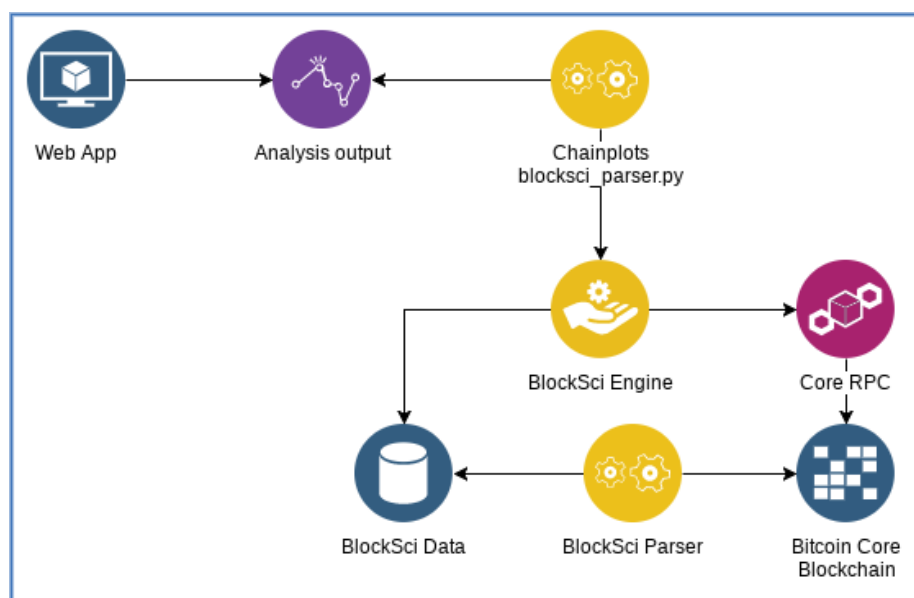 Web App
Analysis output
Chainplots
blocksci_parser.py
BlockSci Engine
Core RPC
BlockSci Data
BlockSci Parser
Bitcoin Core
Blockchain